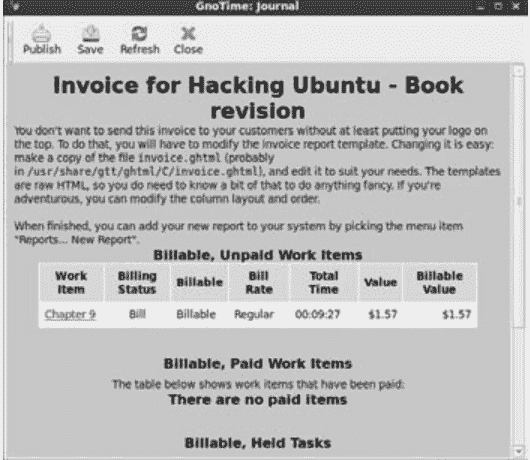 GnoTime: Journal
Publish Save Refresh Close
Invoice for Hacking Ubuntu - Book
revision
You don't want to send this invoice to your customers without at least putting your logo on
the top. To do that, you will have to modify the invoice report template. Changing it is easy:
make a copy of the file invoice.ghtml (probably
in /usr/share/gtt/ghtml/C/invoice.ghtml), and edit it to suit your needs. The templates
are raw HTML, so you do need to know a bit of that to do anything fancy. If you're
adventurous, you can modify the column layout and order.
When finished, you can add your new report to your system by picking the menu item
"Reports... New Report".
Billable, Unpaid Work Items
Work Item Billing Status Billable Bill Rate Total Time Value Billable Value
Chapter 9 Bill Billable Regular 00:09:27 $1.57 $1.57
Billable, Paid Work Items
The table below shows work items that have been paid:
There are no paid items
Billable, Held Tasks